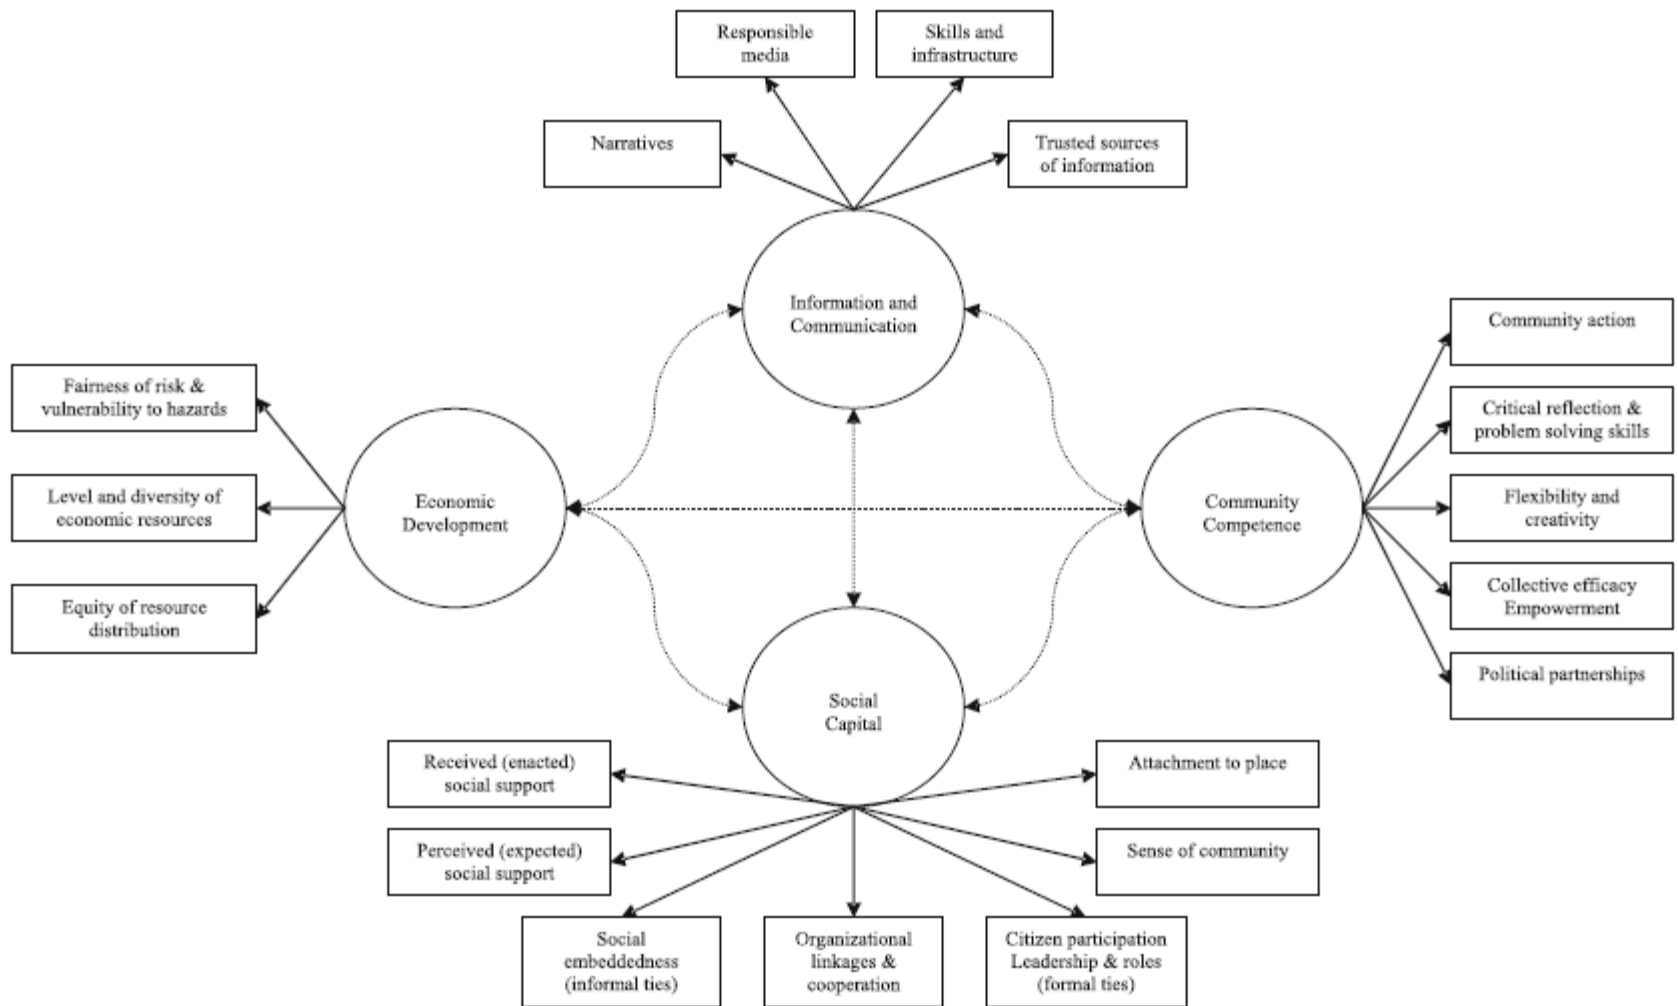 Responsible
media
Skills and
infrastructure
Narratives
Trusted sources
of information
Information and
Communication
Fairness of risk &
vulnerability to hazards
Level and diversity of
economic resources
Equity of resource
distribution
Economic
Development
Community
Competence
Community action
Critical reflection &
problem solving skills
Flexibility and
creativity
Collective efficacy
Empowerment
Political partnerships
Social
Capital
Received (enacted)
social support
Perceived (expected)
social support
Social
embeddedness
(informal ties)
Organizational
linkages &
cooperation
Citizen participation
Leadership & roles
(formal ties)
Sense of community
Attachment to place